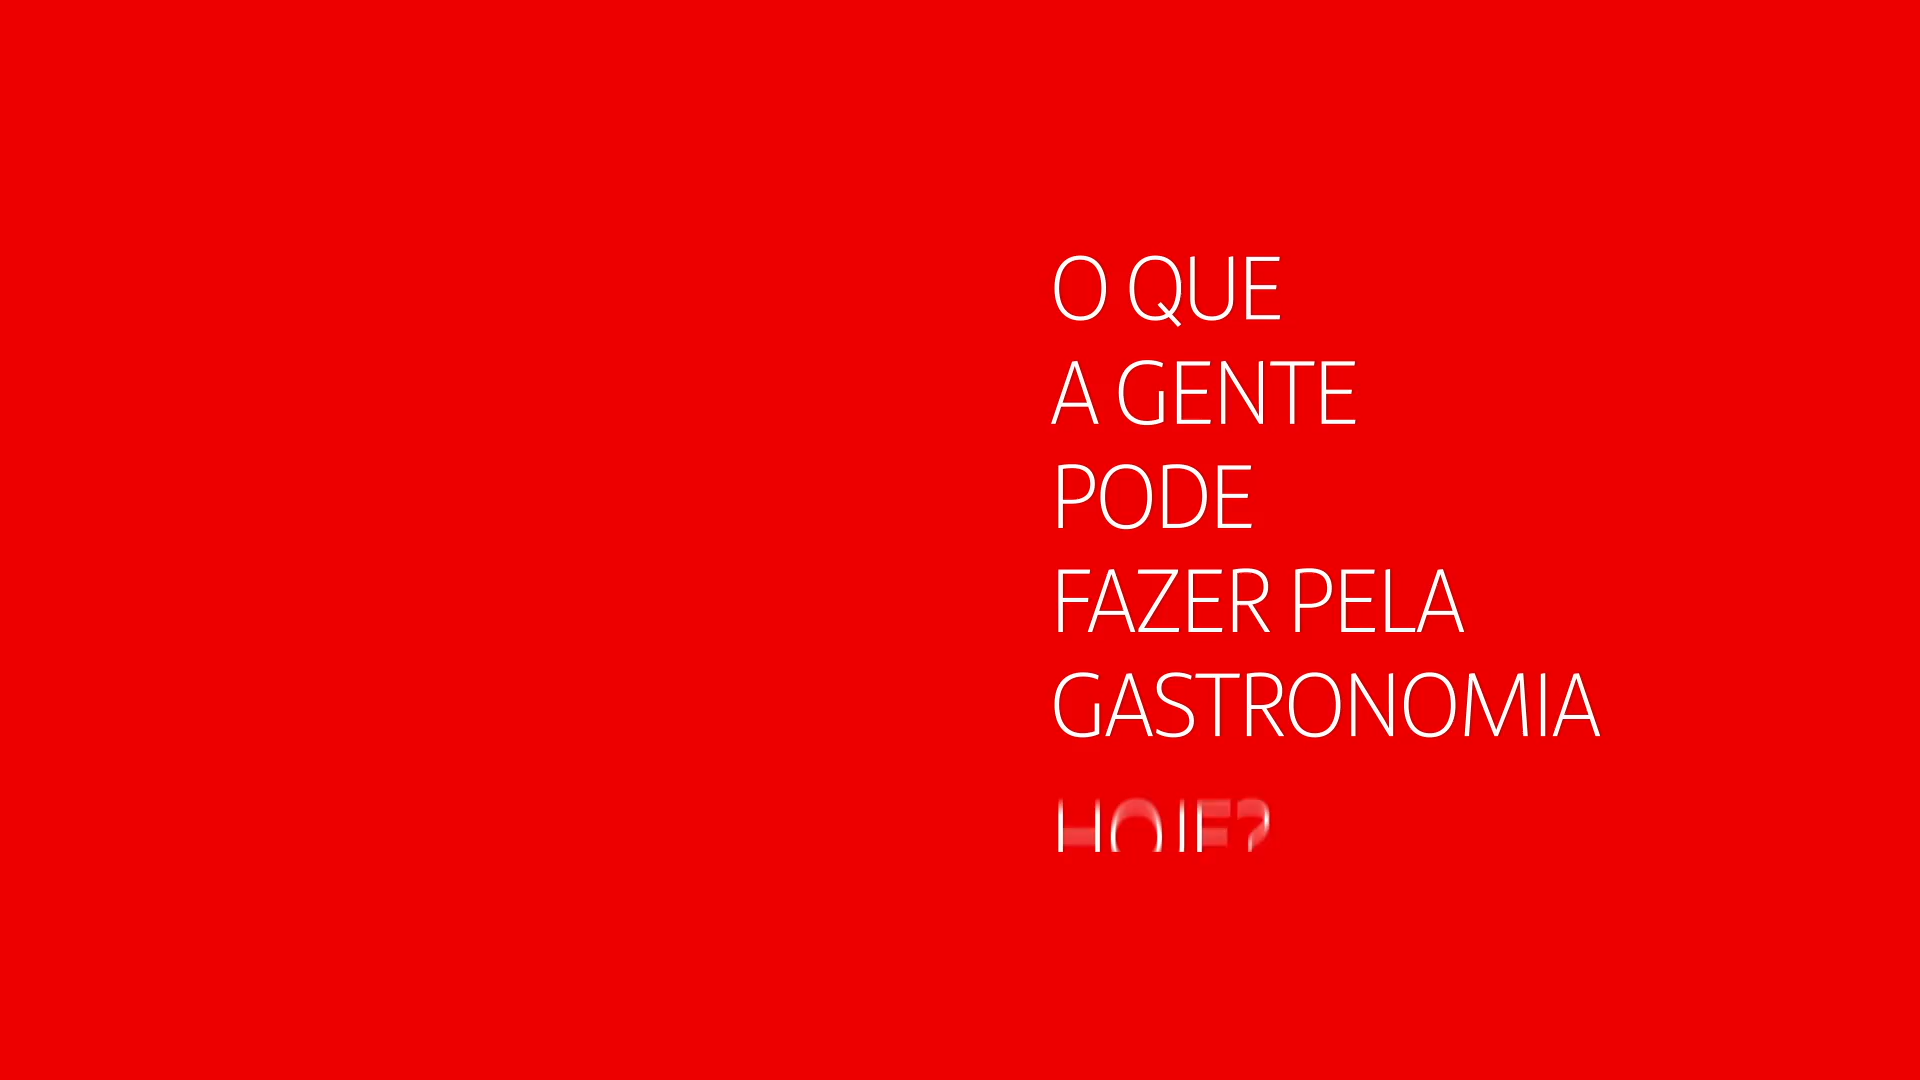 O QUE
A GENTE
PODE
FAZER PELA
GASTRONOMIA
HOJE?